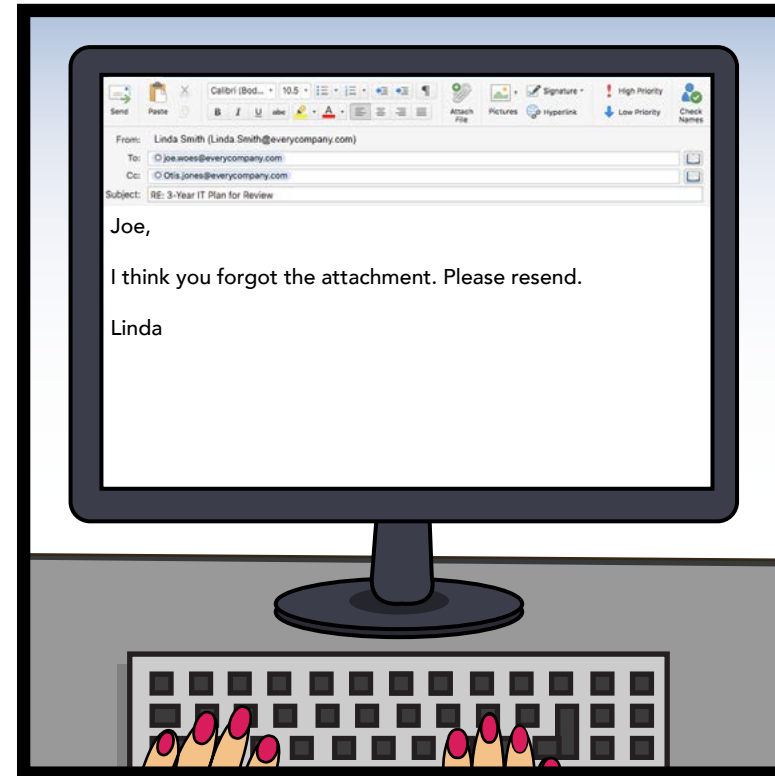 Calibri (Bod... 10.5 Signature High Priority
Send Paste B I U abc A Attach File Pictures Hyperlink Low Priority Check Names
From: Linda Smith (Linda.Smith@everycompany.com)
To: joe.woes@everycompany.com
Cc: Otis.jones@everycompany.com
Subject: RE: 3-Year IT Plan for Review
Joe,
I think you forgot the attachment. Please resend.
Linda